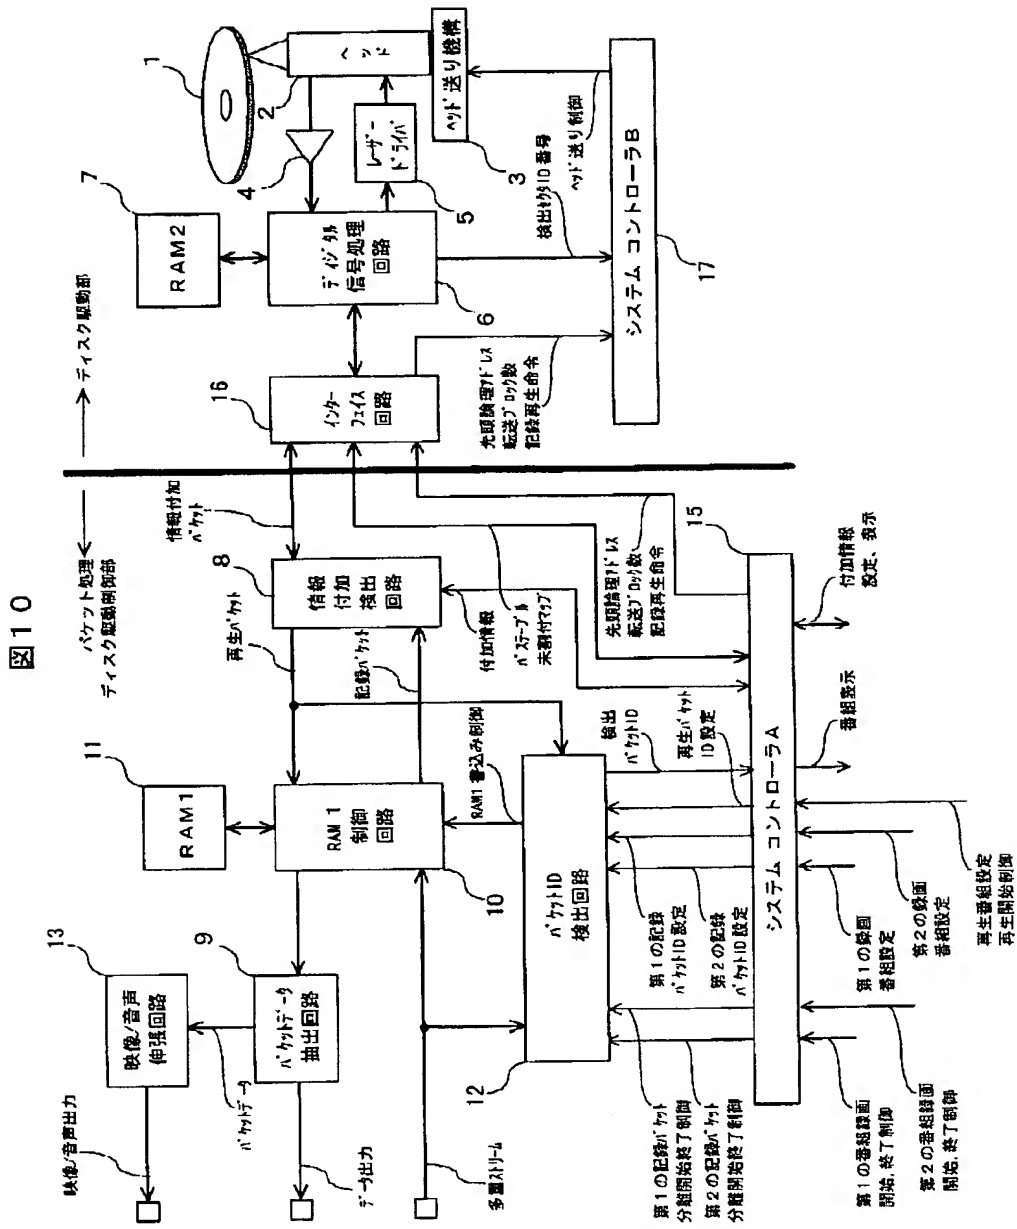 図10
パケット処理
ディスク駆動制御部
ディスク駆動部
映像/音声出力
13
映像/音声
伸張回路
パケットデータ
データ出力
9
パケットデータ
抽出回路
多重ストリーム
11
RAM1
RAM1
制御
回路
10
再生パケット
記録パケット
8
情報
付加
検出
回路
情報付加
パケット
付加情報
RAM1書込み制御
12
パケットID
検出回路
検出
パケットID
再生パケット
ID設定
第1の記録
パケットID設定
第2の記録
パケットID設定
第1の記録パケット
分離開始終了制御
第2の記録パケット
分離開始終了制御
パステーブル
未割付マップ
先頭論理アドレス
転送ブロック数
記録再生命令
15
システム コントローラA
第1の番組録画
開始,終了制御
第2の番組録画
開始、終了制御
第1の録画
番組設定
第2の録画
番組設定
再生番組設定
再生開始制御
番組表示
付加情報
設定、表示
16
インター
フェイス
回路
先頭論理アドレス
転送ブロック数
記録再生命令
7
RAM2
ディジタル
信号処理
回路
6
4
レーザー
ドライバ
5
1
2
ヘッド
ヘッド送り機構
3
検出セクタID番号
ヘッド送り制御
システム コントローラB
17